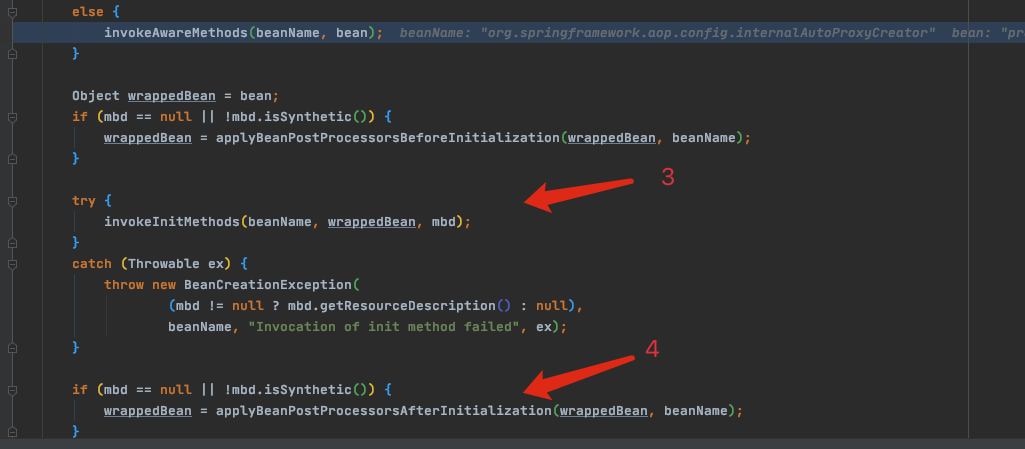 else {
invokeAwareMethods(beanName, bean); beanName: "org.springframework.aop.config.internalAutoProxyCreator" bean: "pr
}
Object wrappedBean = bean;
if (mbd == null || !mbd.isSynthetic()) {
wrappedBean = applyBeanPostProcessorsBeforeInitialization(wrappedBean, beanName);
}
3
try {
invokeInitMethods(beanName, wrappedBean, mbd);
}
catch (Throwable ex) {
throw new BeanCreationException(
(mbd != null ? mbd.getResourceDescription() : null),
beanName, "Invocation of init method failed", ex);
}
4
if (mbd == null || !mbd.isSynthetic()) {
wrappedBean = applyBeanPostProcessorsAfterInitialization(wrappedBean, beanName);
}